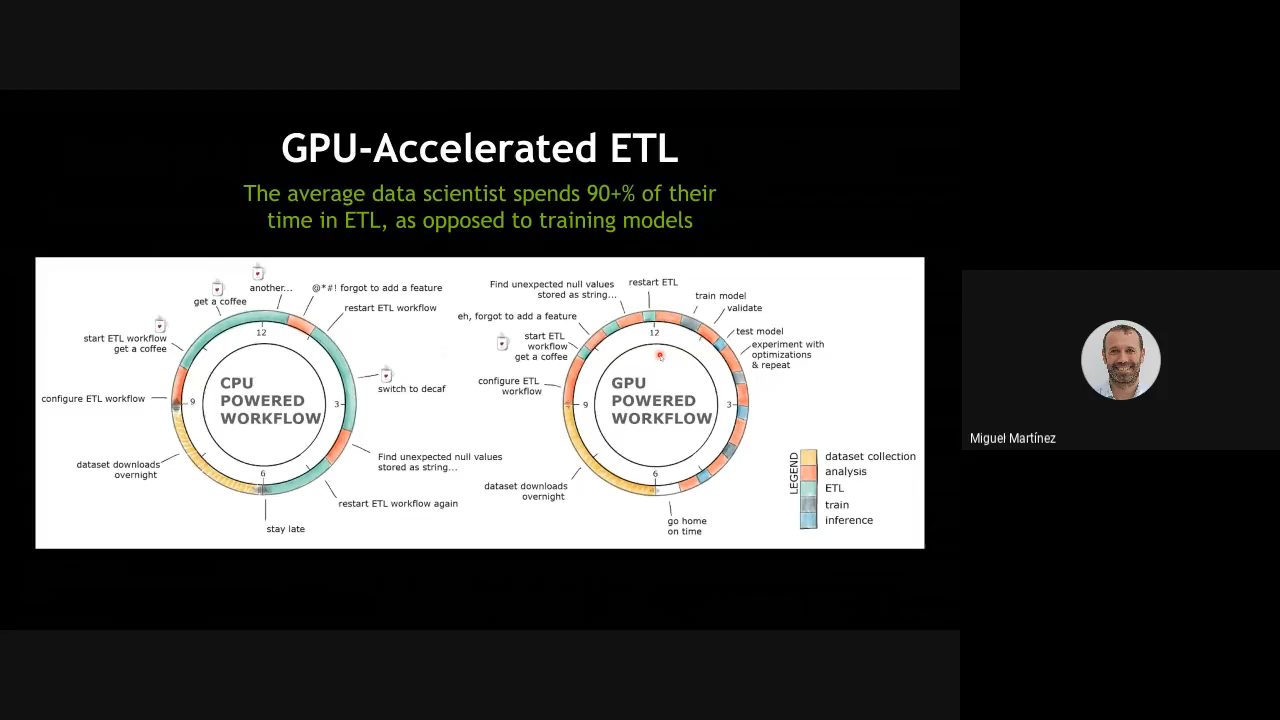 GPU-Accelerated ETL
The average data scientist spends 90+% of their
time in ETL, as opposed to training models
another...
get a coffee
@*#! forgot to add a feature
restart ETL workflow
start ETL workflow
get a coffee
switch to decaf
configure ETL workflow
12
9
3
6
CPU
POWERED
WORKFLOW
dataset downloads
overnight
Find unexpected null values
stored as string...
restart ETL workflow again
stay late
Find unexpected null values
stored as string...
restart ETL
train model
validate
eh, forgot to add a feature
test model
start ETL
workflow
get a coffee
experiment with
optimizations
& repeat
configure ETL
workflow
12
9
3
6
GPU
POWERED
WORKFLOW
dataset downloads
overnight
go home
on time
LEGEND
dataset collection
analysis
ETL
train
inference
Miguel Martínez